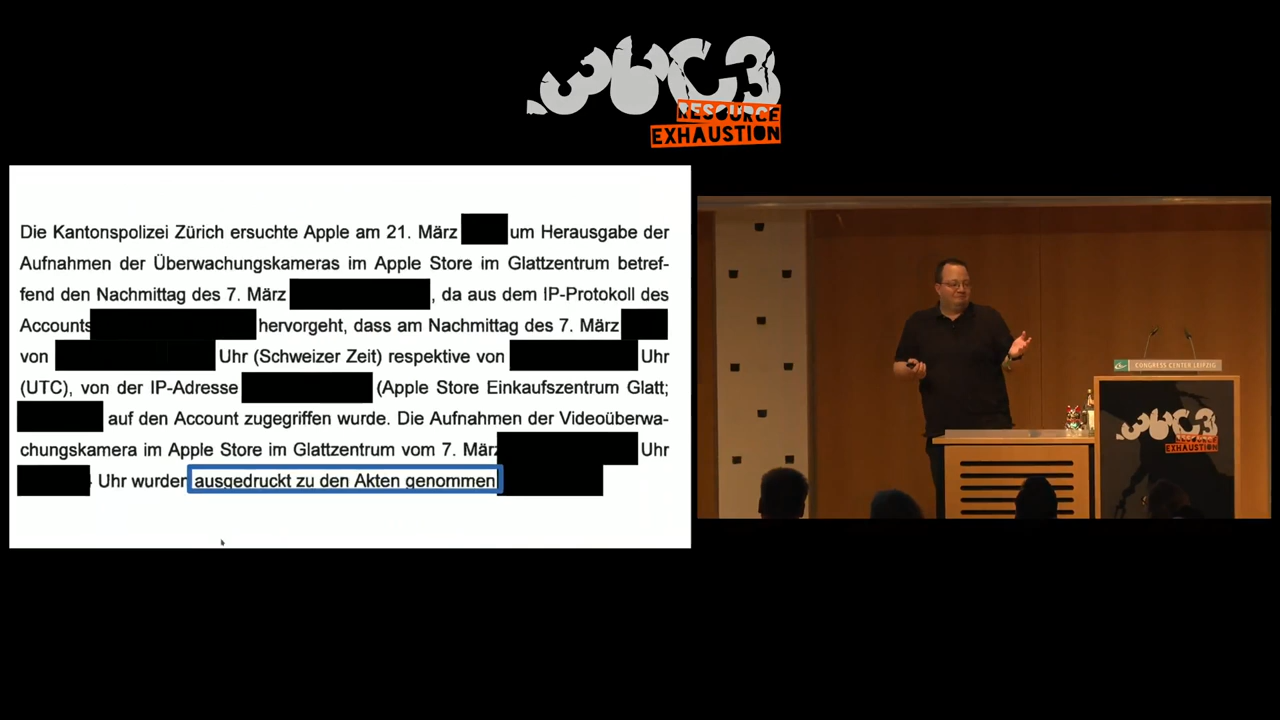 36C3
RESOURCE
EXHAUSTION
Die Kantonspolizei Zürich ersuchte Apple am 21. März um Herausgabe der
Aufnahmen der Überwachungskameras im Apple Store im Glattzentrum betref-
fend den Nachmittag des 7. März , da aus dem IP-Protokoll des
Accounts hervorgeht, dass am Nachmittag des 7. März
von Uhr (Schweizer Zeit) respektive von Uhr
(UTC), von der IP-Adresse (Apple Store Einkaufszentrum Glatt;
auf den Account zugegriffen wurde. Die Aufnahmen der Videoüberwa-
chungskamera im Apple Store im Glattzentrum vom 7. März Uhr
- Uhr wurden ausgedruckt zu den Akten genommen
CONGRESS CENTER LEIPZIG
36C3
RESOURCE
EXHAUSTION